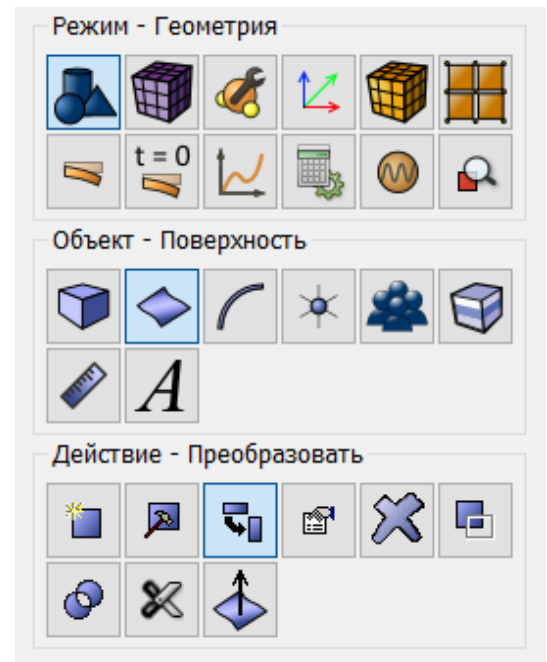 Режим - Геометрия
t = 0
Объект - Поверхность
A
Действие - Преобразовать